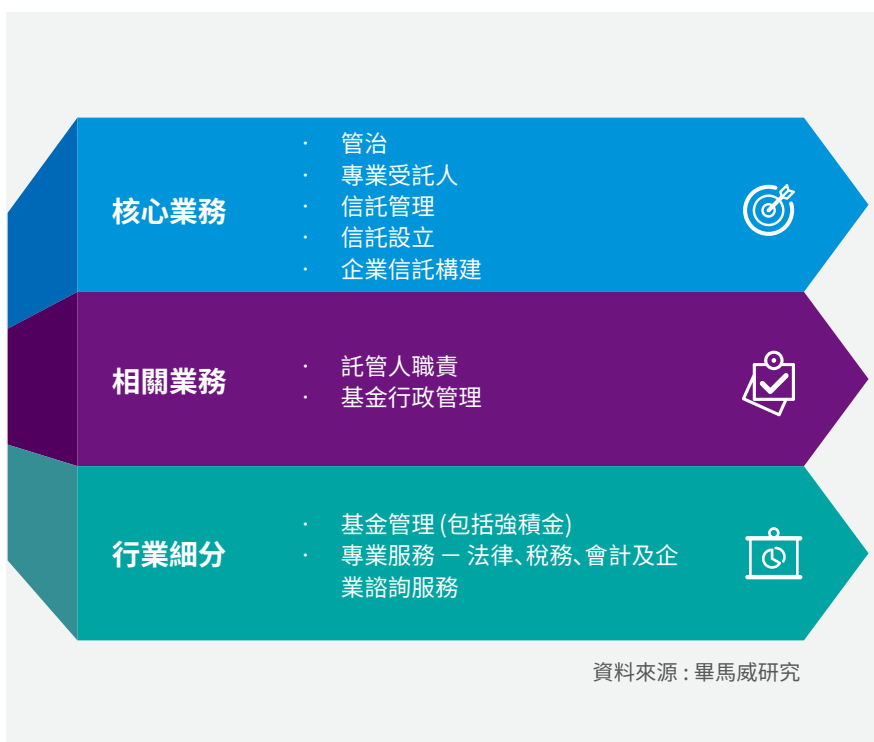 核心業務
· 管治
· 專業受託人
· 信託管理
· 信託設立
· 企業信託構建
相關業務
· 託管人職責
· 基金行政管理
行業細分
· 基金管理 (包括強積金)
· 專業服務 — 法律、稅務、會計及企
業諮詢服務
資料來源 : 畢馬威研究